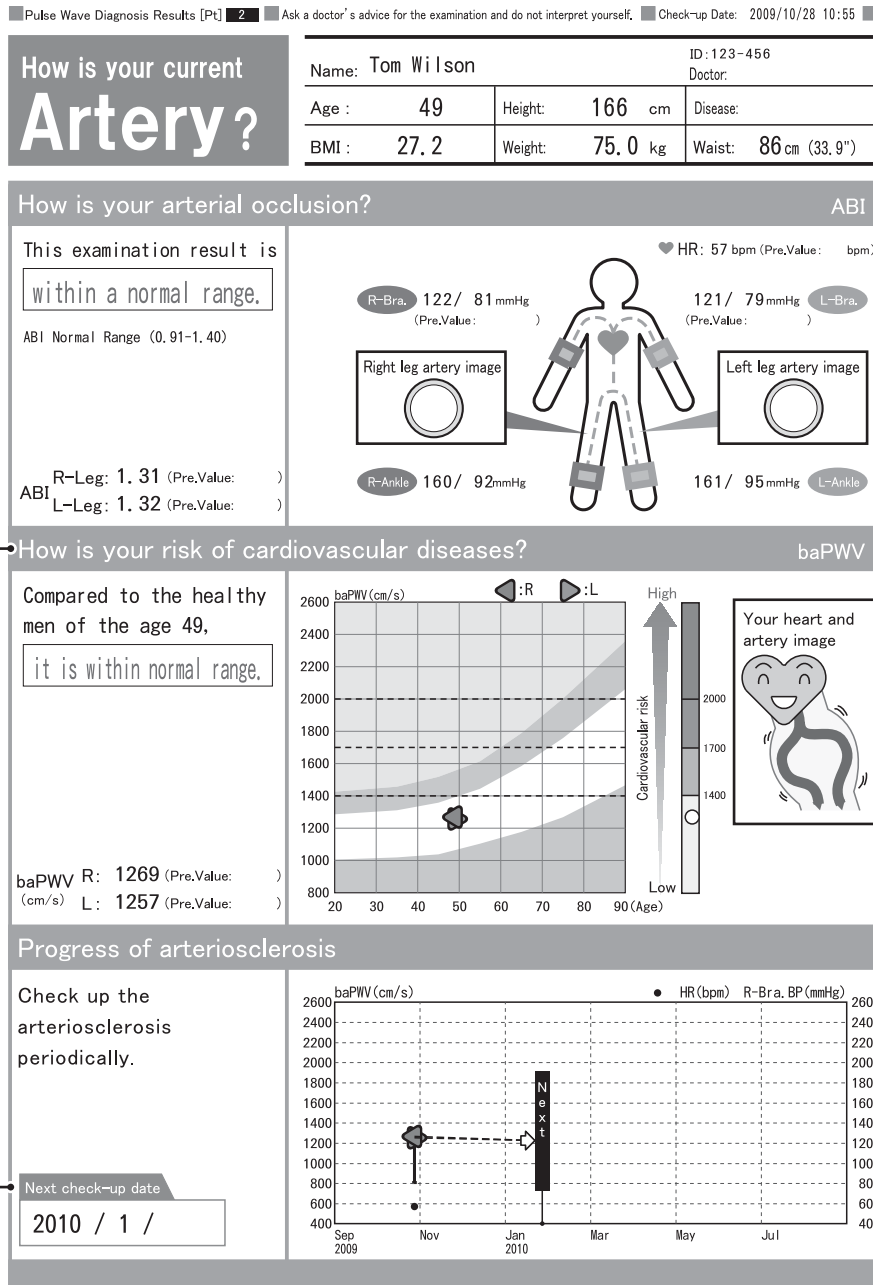 Pulse Wave Diagnosis Results [Pt] 2 Ask a doctor's advice for the examination and do not interpret yourself. Check-up Date: 2009/10/28 10:55
How is your current
Artery?
Name: Tom Wilson
ID:123-456
Doctor:
Age : 49 Height: 166 cm Disease:
BMI : 27.2 Weight: 75.0 kg Waist: 86 cm (33.9")
How is your arterial occlusion? ABI
This examination result is
within a normal range.
ABI Normal Range (0.91-1.40)
ABI
R-Leg: 1.31 (Pre.Value: )
L-Leg: 1.32 (Pre.Value: )
HR: 57 bpm (Pre.Value: bpm)
R-Bra. 122/ 81 mmHg
(Pre.Value: )
121/ 79 mmHg L-Bra.
(Pre.Value: )
Right leg artery image
Left leg artery image
R-Ankle 160/ 92mmHg
161/ 95 mmHg L-Ankle
How is your risk of cardiovascular diseases? baPWV
Compared to the healthy
men of the age 49,
it is within normal range.
baPWV
(cm/s)
R: 1269 (Pre.Value: )
L: 1257 (Pre.Value: )
baPWV(cm/s) :R :L
2600
2400
2200
2000
1800
1600
1400
1200
1000
800
20 30 40 50 60 70 80 90(Age)
High
Cardiovascular risk
Low
2000
1700
1400
Your heart and
artery image
Progress of arteriosclerosis
Check up the
arteriosclerosis
periodically.
Next check-up date
2010 / 1 /
baPWV(cm/s) ● HR(bpm) R-Bra. BP(mmHg)
2600 260
2400 240
2200 220
2000 200
1800 180
1600 160
1400 140
1200 120
1000 100
800 80
600 60
400 40
Next
Sep Nov Jan Mar May Jul
2009 2010